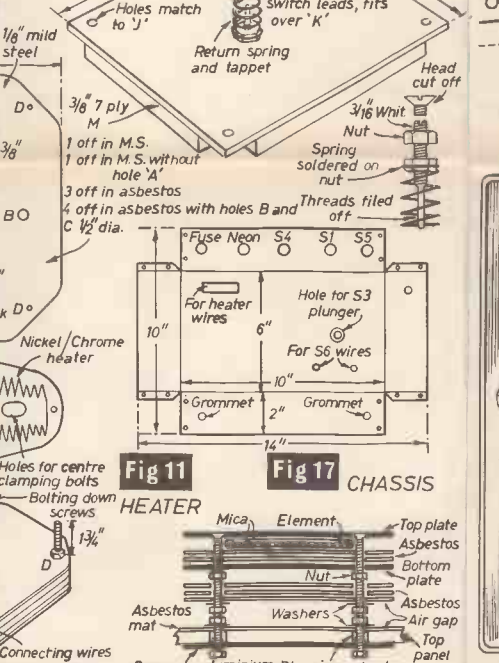 Holes match
to 'J'
switch leads, fits
over 'K'
1/8" mild
steel
Return spring
and tappet
Head
cut off
D
3/8" 7 ply
M
3/16" Whit
Nut
3/8"
1 off in M.S.
1 off in M.S. without
hole 'A'
3 off in asbestos
4 off in asbestos with holes B and
C 1/2" dia.
Spring
soldered on
nut
Threads filed
off
B
Fuse Neon S4 S1 S5
For heater
wires
Hole for S3
plunger
10"
6"
For S6 wires
D
Nickel/Chrome
heater
10"
Grommet
2"
Grommet
14"
Holes for centre
clamping bolts
Bolting down
screws
Fig 11
HEATER
Fig 17
CHASSIS
1¾"
D
Mica
Element
Top plate
Asbestos
Bottom
plate
Nut
Asbestos
Asbestos
mat
Washers
Air gap
Top
panel
Connecting wires